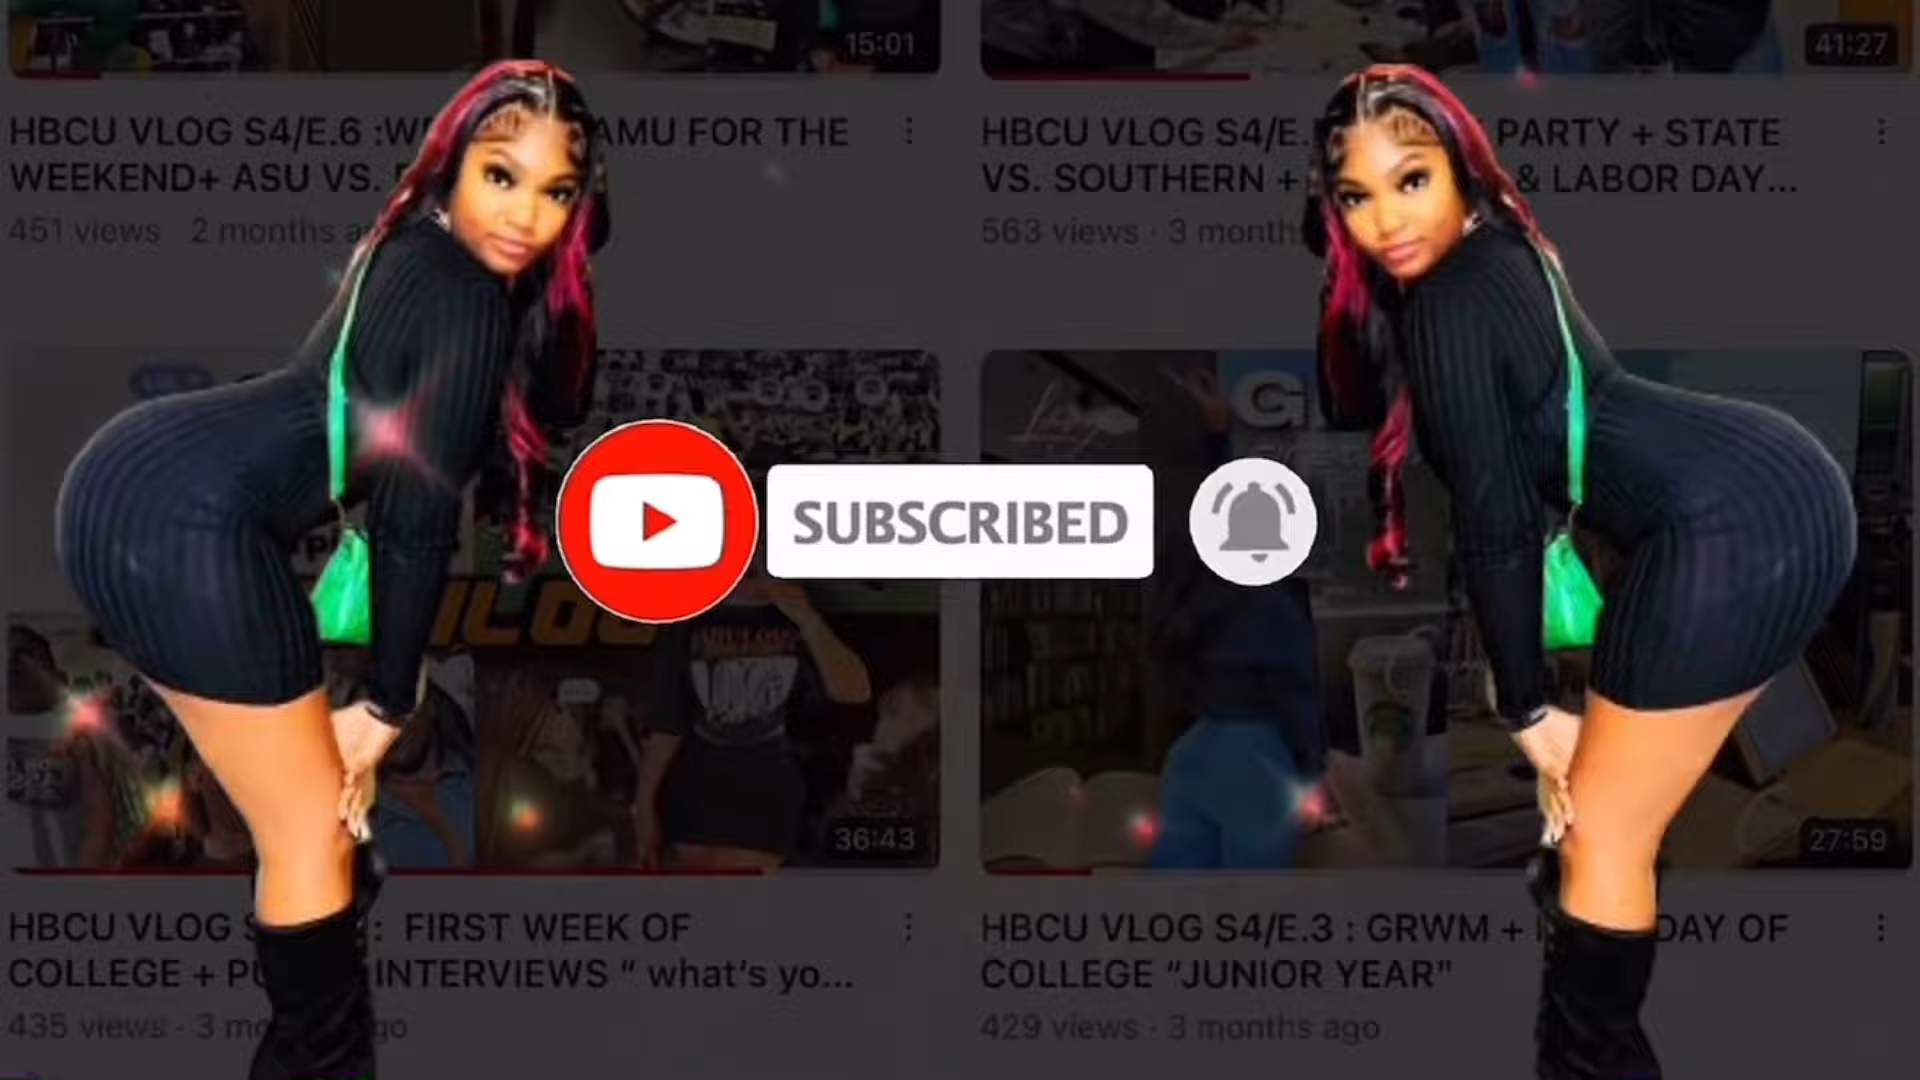 15:01
41:27
HBCU VLOG S4/E.6 :W AMU FOR THE
WEEKEND+ ASU VS.
451 views 2 months a
HBCU VLOG S4/E. PARTY + STATE
VS. SOUTHERN + & LABOR DAY...
563 views · 3 month
G
SUBSCRIBED
36:43
27:59
HBCU VLOG S : FIRST WEEK OF
COLLEGE + PU INTERVIEWS “ what's yo...
435 views · 3 mo go
HBCU VLOG S4/E.3 : GRWM + DAY OF
COLLEGE “JUNIOR YEAR"
429 views · 3 months ago